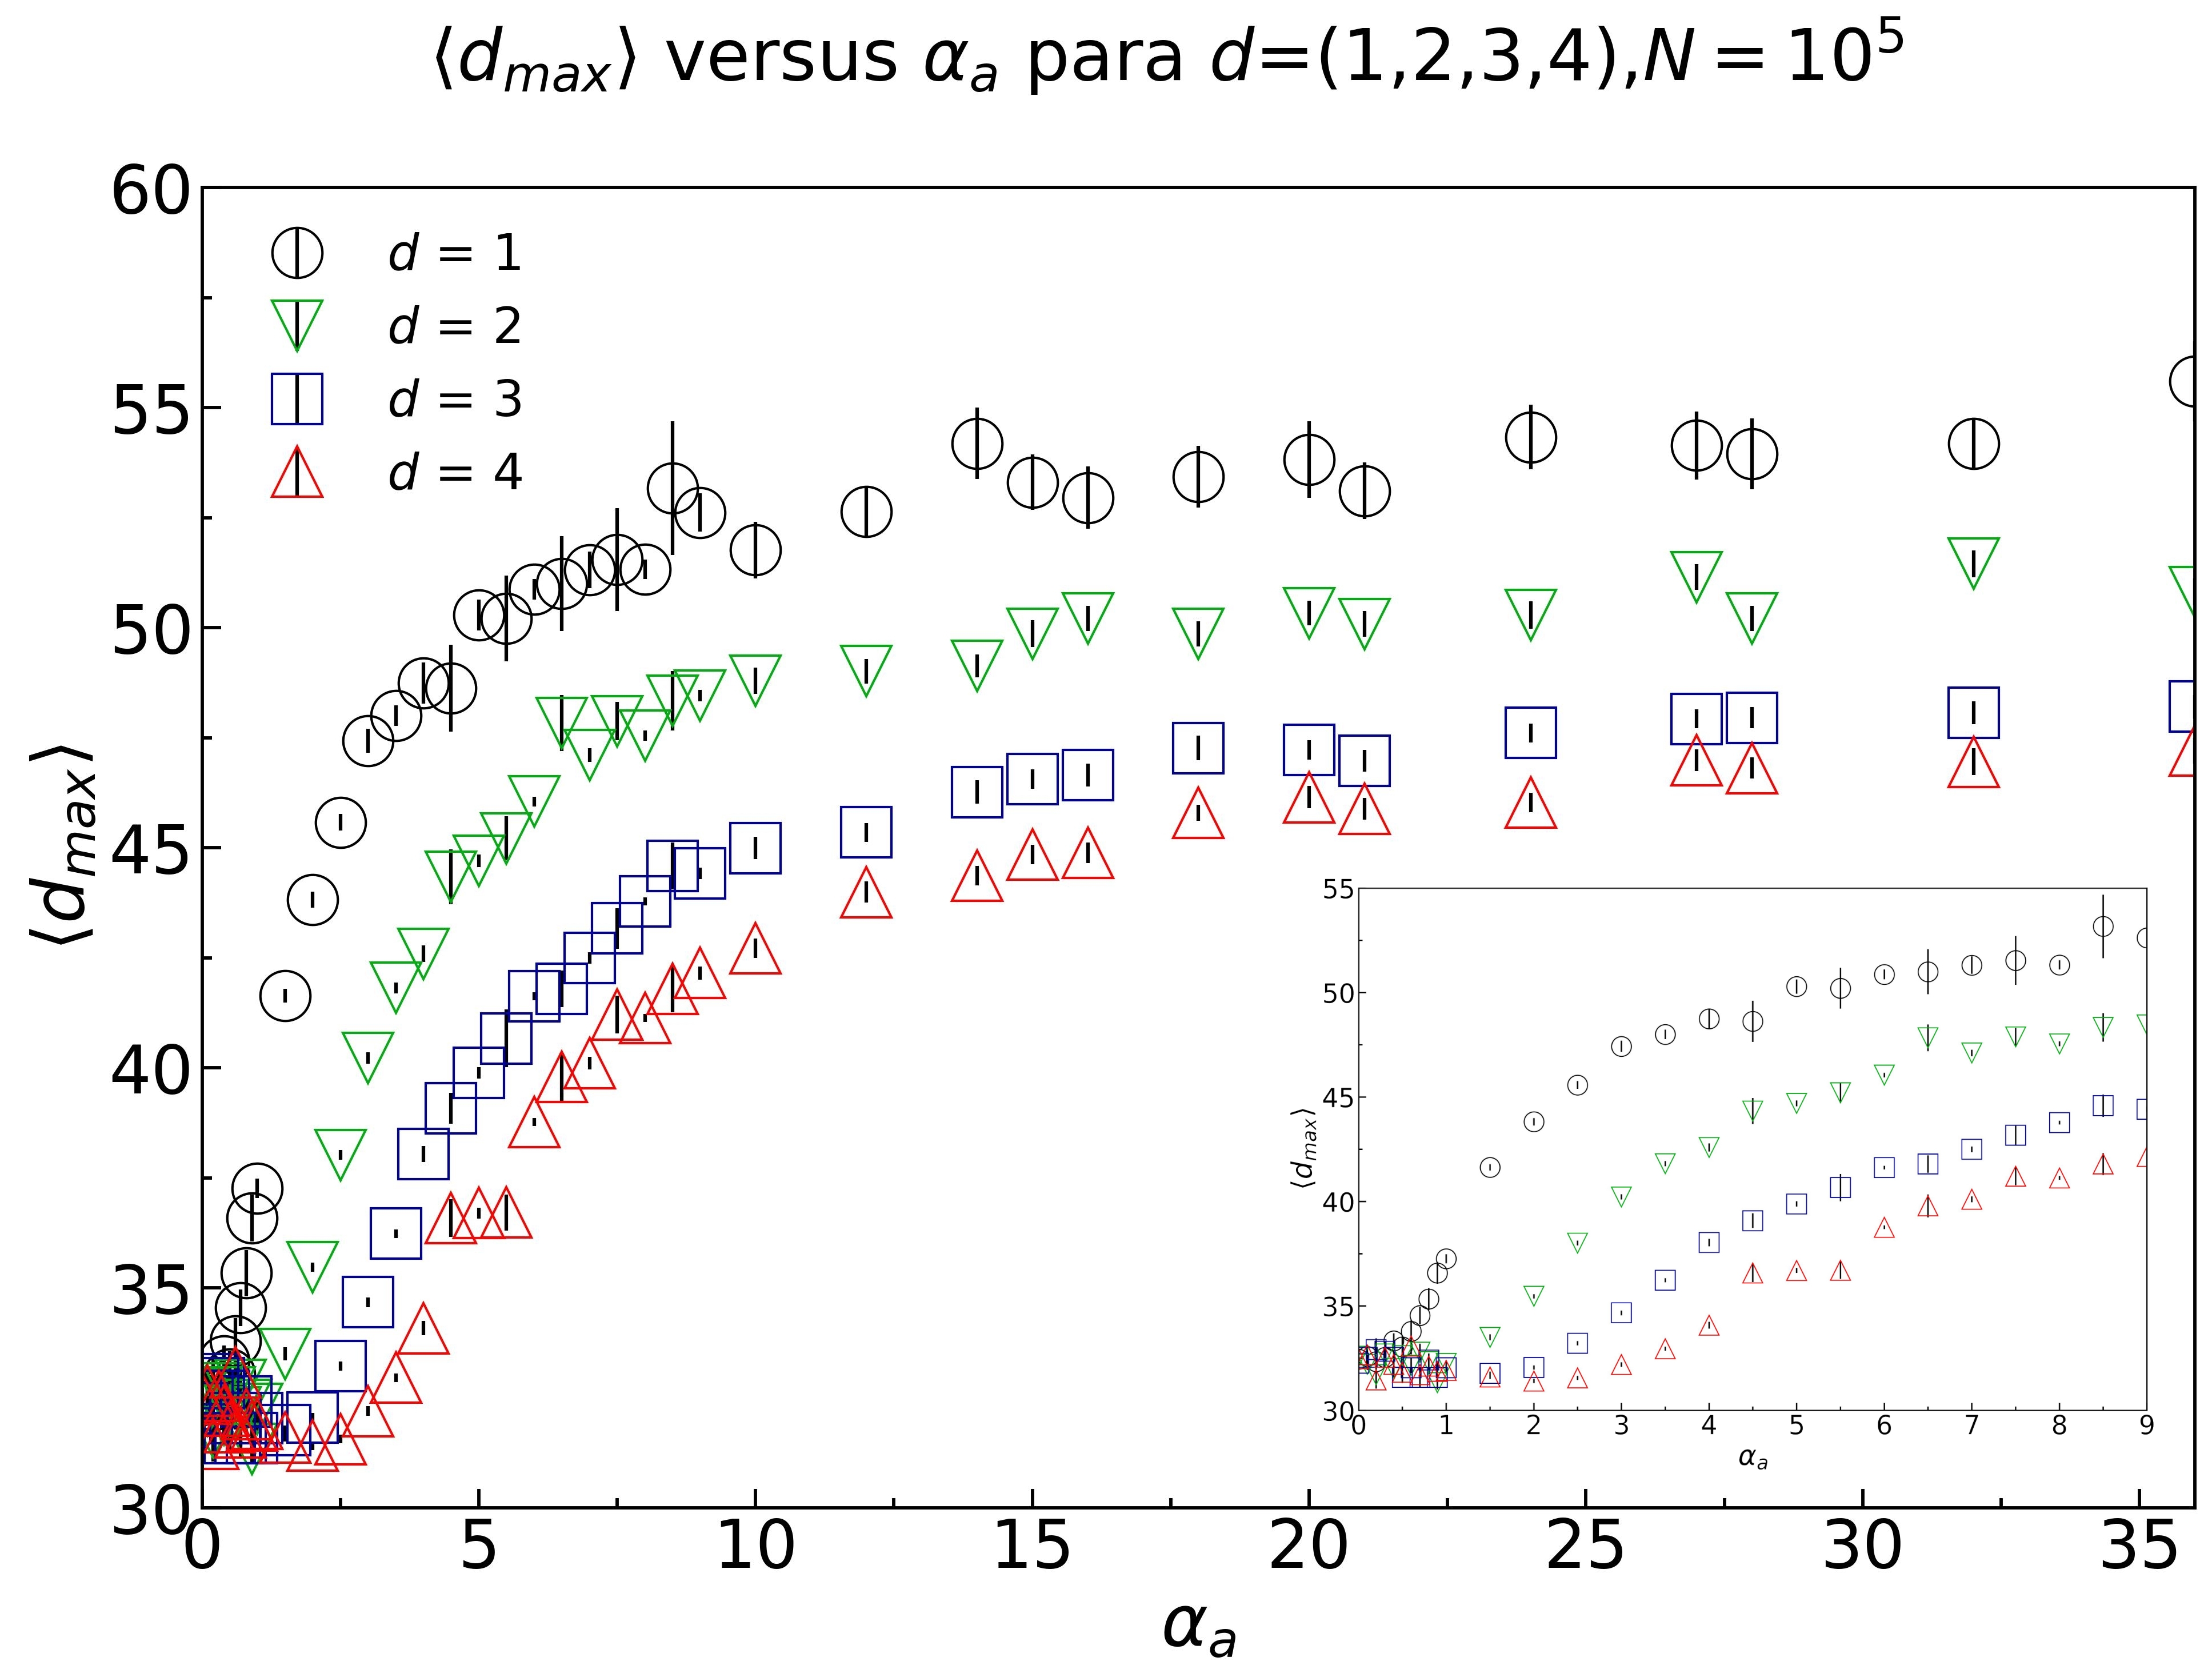 ⟨d_max⟩ versus α_a para d=(1,2,3,4),N = 10^5
60
55
50
45
40
35
30
⟨d_max⟩
d = 1
d = 2
d = 3
d = 4
55
50
45
40
35
30
⟨d_max⟩
0 1 2 3 4 5 6 7 8 9
α_a
0 5 10 15 20 25 30 35
α_a